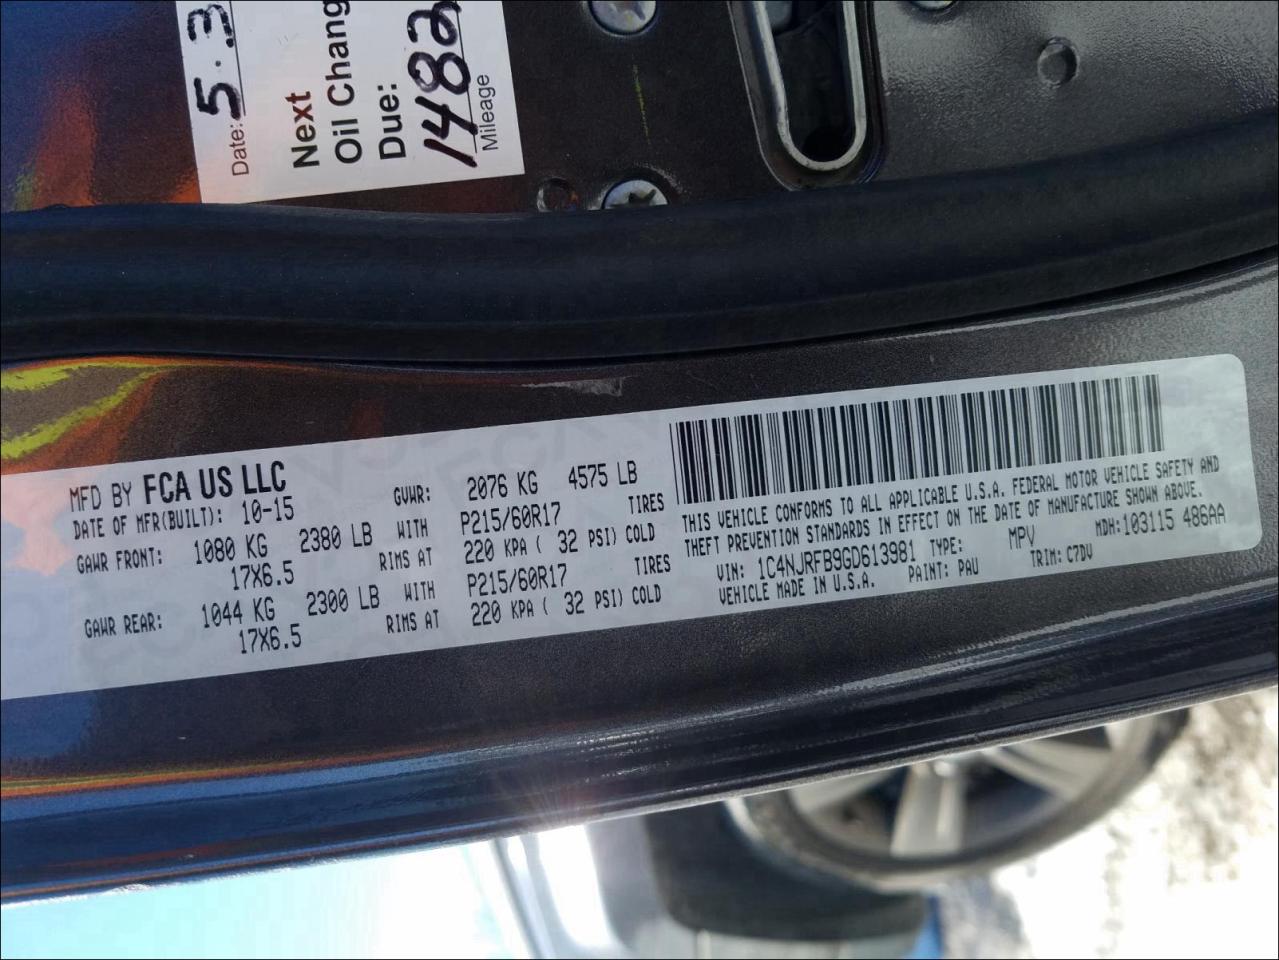 Date: 5.3
Next
Oil Chang
Due:
1482
Mileage
MFD BY FCA US LLC
DATE OF MFR(BUILT): 10-15 GVWR: 2076 KG 4575 LB
GAWR FRONT: 1080 KG 2380 LB WITH P215/60R17 TIRES
17X6.5 RIMS AT 220 KPA ( 32 PSI) COLD
GAWR REAR: 1044 KG 2300 LB WITH P215/60R17 TIRES
17X6.5 RIMS AT 220 KPA ( 32 PSI) COLD
THIS VEHICLE CONFORMS TO ALL APPLICABLE U.S.A. FEDERAL MOTOR VEHICLE SAFETY AND
THEFT PREVENTION STANDARDS IN EFFECT ON THE DATE OF MANUFACTURE SHOWN ABOVE.
VIN: 1C4NJRFB9GD613981 TYPE: MPV MDH: 103115 486AA
VEHICLE MADE IN U.S.A. PAINT: PAU TRIM: C7DV